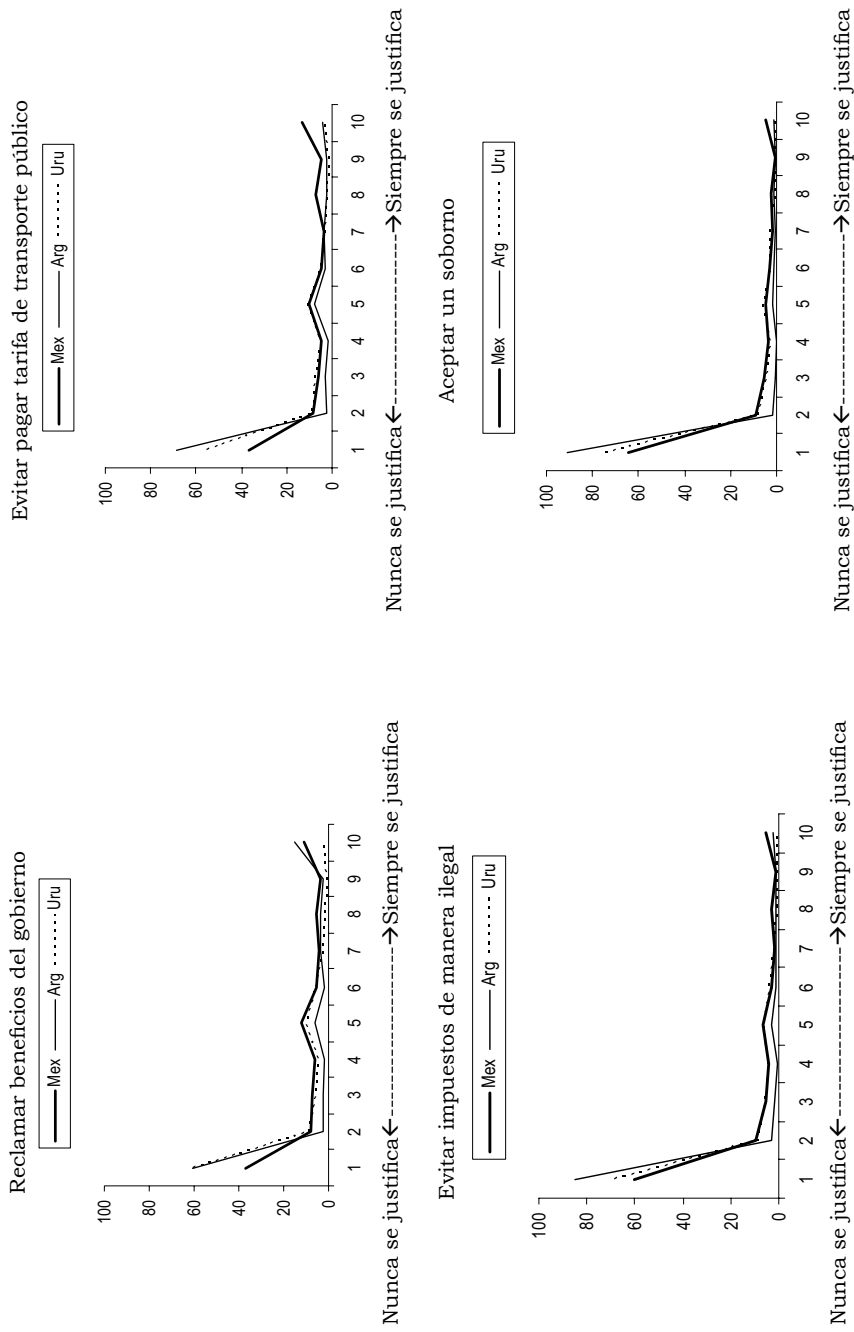 Reclamar beneficios del gobierno
Mex Arg Uru
100
80
60
40
20
0
1 2 3 4 5 6 7 8 9 10
Nunca se justifica←--------------------→Siempre se justifica
Evitar pagar tarifa de transporte público
Mex Arg Uru
100
80
60
40
20
0
1 2 3 4 5 6 7 8 9 10
Nunca se justifica←--------------------→Siempre se justifica
Evitar impuestos de manera ilegal
Mex Arg Uru
100
80
60
40
20
0
1 2 3 4 5 6 7 8 9 10
Nunca se justifica←--------------------→Siempre se justifica
Aceptar un soborno
Mex Arg Uru
100
80
60
40
20
0
1 2 3 4 5 6 7 8 9 10
Nunca se justifica←--------------------→Siempre se justifica